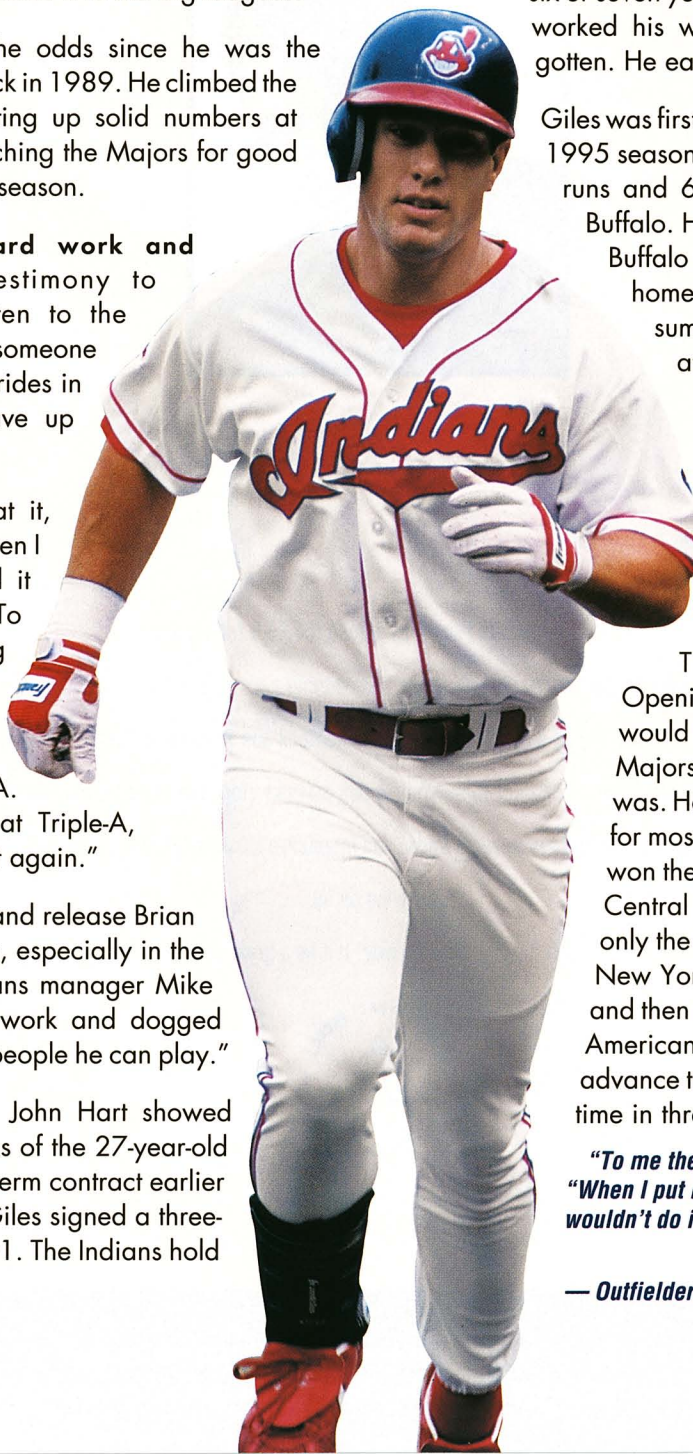 he odds since he was the
ck in 1989. He climbed the
ring up solid numbers at
ching the Majors for good
season.
ard work and
estimony to
en to the
someone
rides in
ve up
at it,
en I
it
To
g
A.
at Triple-A,
again.”
and release Brian
, especially in the
ans manager Mike
work and dogged
people he can play.”
John Hart showed
s of the 27-year-old
erm contract earlier
Giles signed a three-
1. The Indians hold
Indians
worked his w
gotten. He ea
Giles was first
1995 season
runs and 6
Buffalo. H
Buffalo
home
sum
a
T
Openi
would
Majors
was. He
for mos
won the
Central
only the
New Yor
and then
American
advance t
time in thre
“To me the
“When I put
wouldn’t do i
— Outfielder